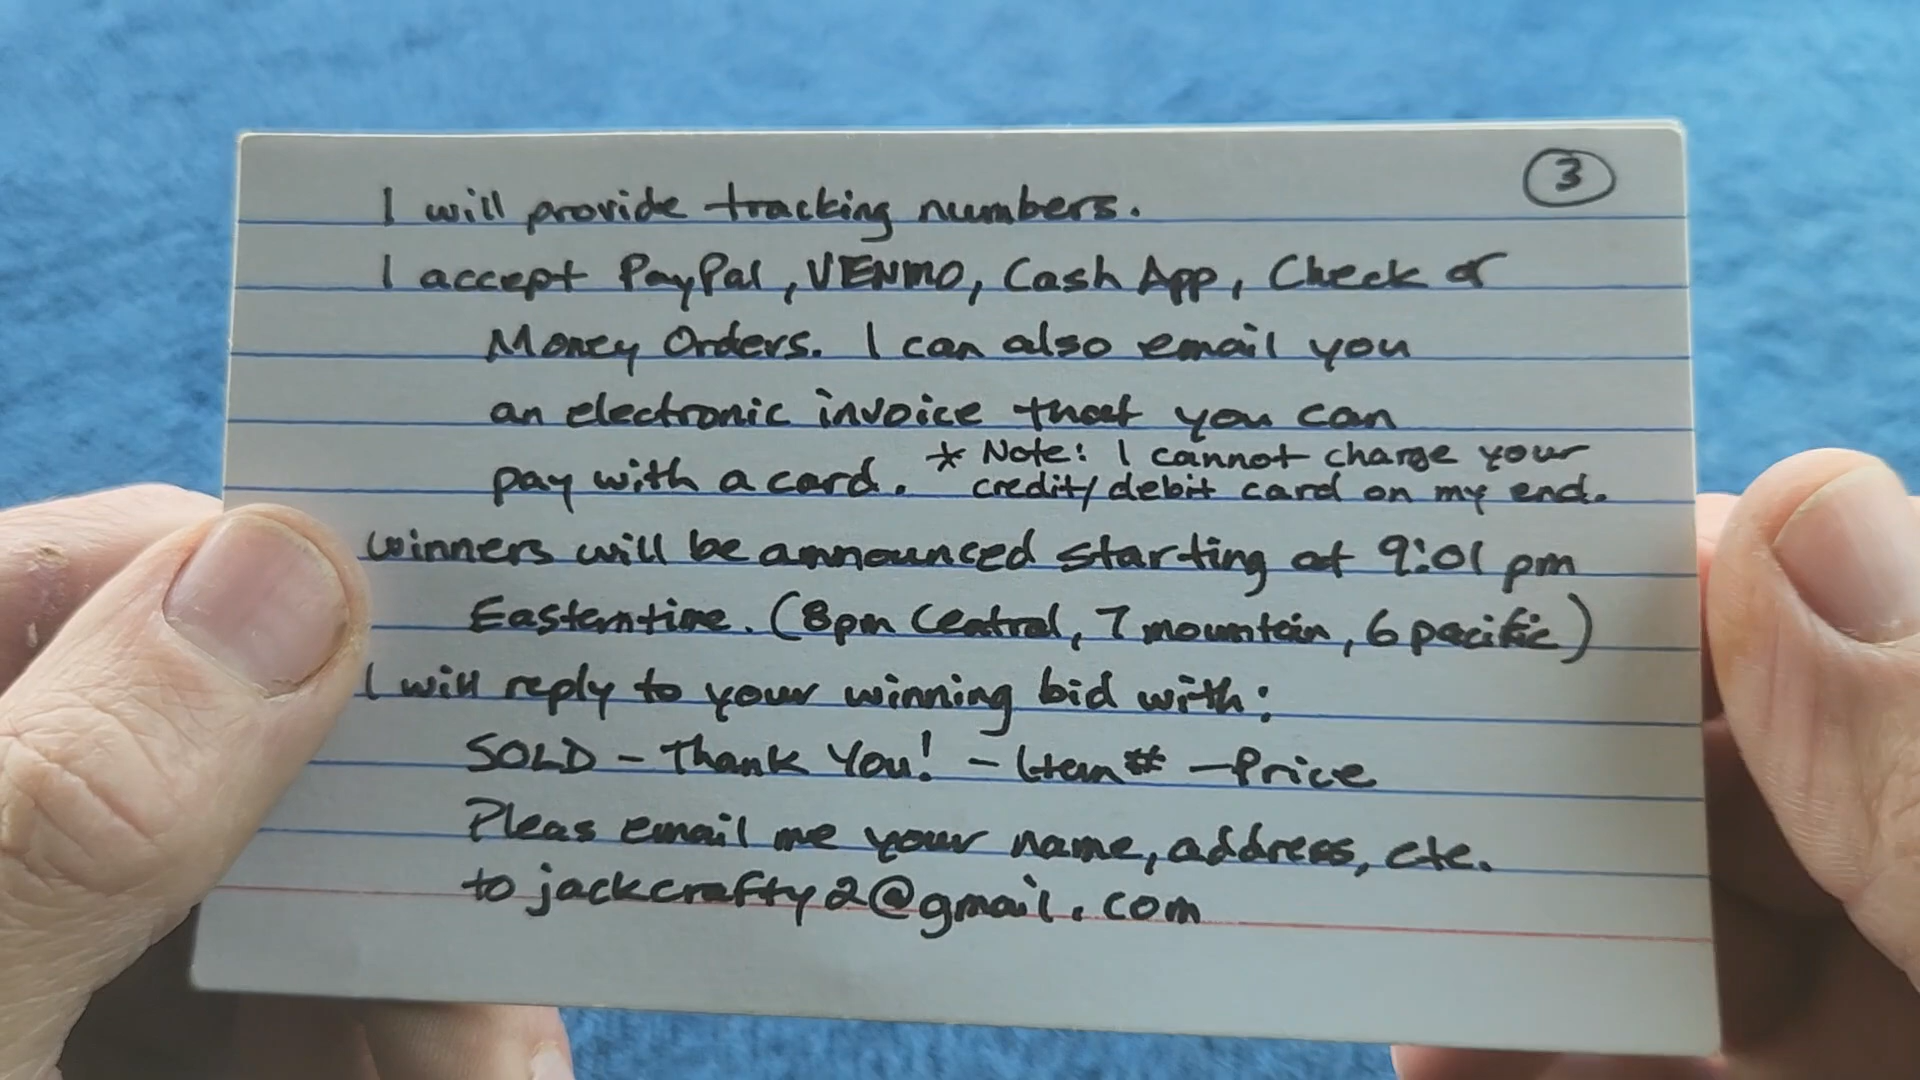 3
I will provide tracking numbers.
I accept PayPal, VENMO, Cash App, Check or
Money Orders. I can also email you
an electronic invoice that you can
pay with a card. * Note: I cannot charge your
credit/debit card on my end.
Winners will be announced starting at 9:01 pm
Eastern time. (8pm Central, 7 mountain, 6 pacific)
I will reply to your winning bid with:
SOLD - Thank You! - Item # - Price
Pleas email me your name, address, etc.
to jackcrafty2@gmail.com